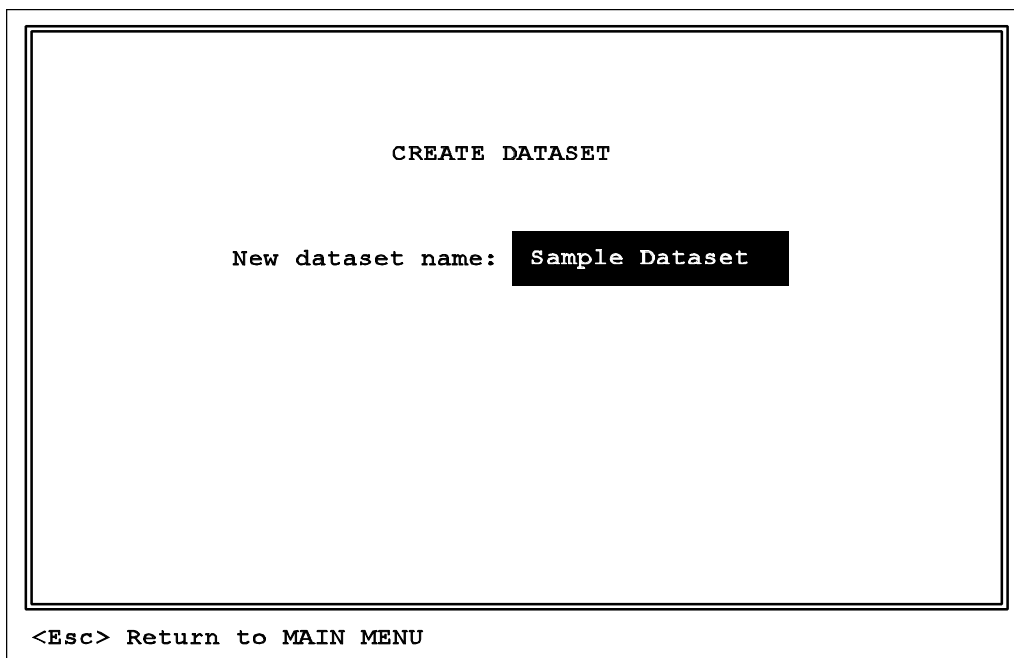 CREATE DATASET
New dataset name: Sample Dataset
<Esc> Return to MAIN MENU